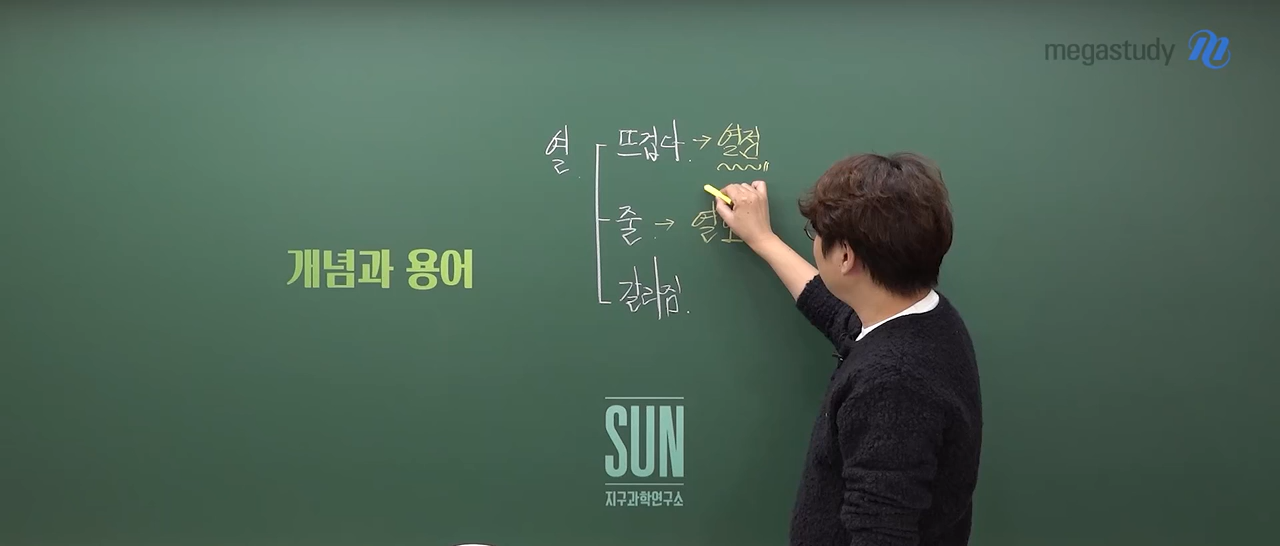 megastudy
열.
뜨겁다. → 열점
줄. → 열
갈라짐.
개념과 용어
SUN
지구과학연구소